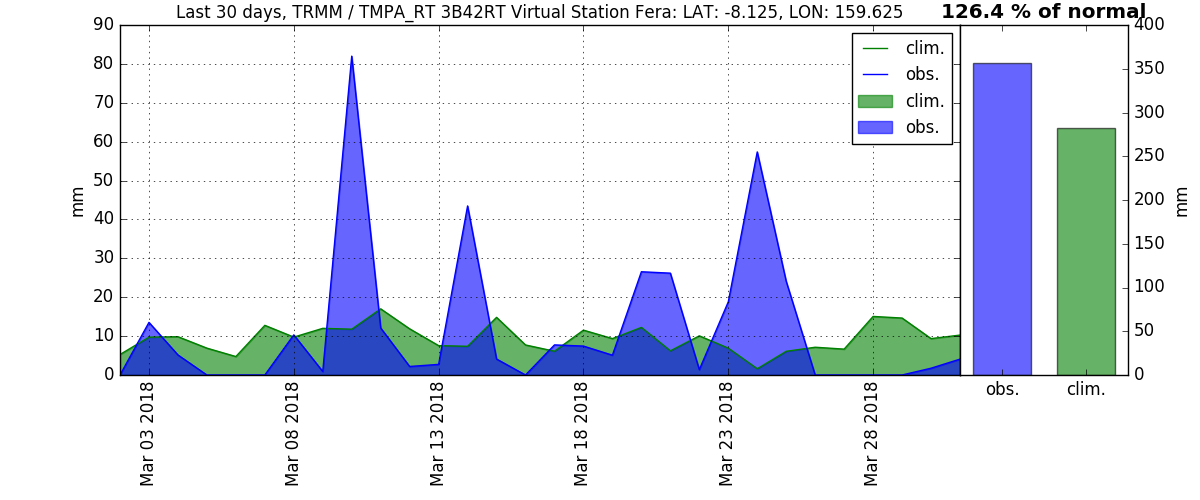 Last 30 days, TRMM / TMPA_RT 3B42RT Virtual Station Fera: LAT: -8.125, LON: 159.625
126.4 % of normal
90
80
70
60
50
40
30
20
10
0
mm
clim.
obs.
clim.
obs.
Mar 03 2018
Mar 08 2018
Mar 13 2018
Mar 18 2018
Mar 23 2018
Mar 28 2018
400
350
300
250
200
150
100
50
0
mm
obs.
clim.